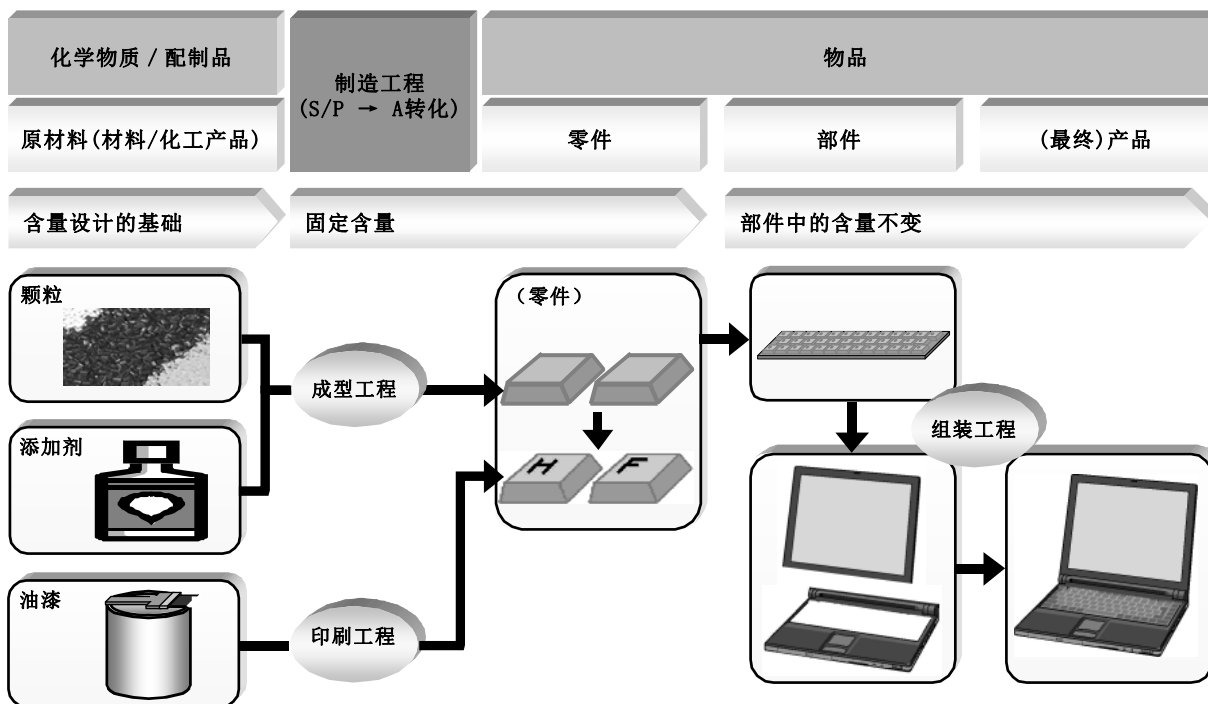 化学物质 / 配制品
制造工程
(S/P → A转化)
物品
原材料(材料/化工产品)
零件
部件
(最终)产品
含量设计的基础
固定含量
部件中的含量不变
颗粒
(零件)
成型工程
添加剂
组装工程
H
F
油漆
印刷工程